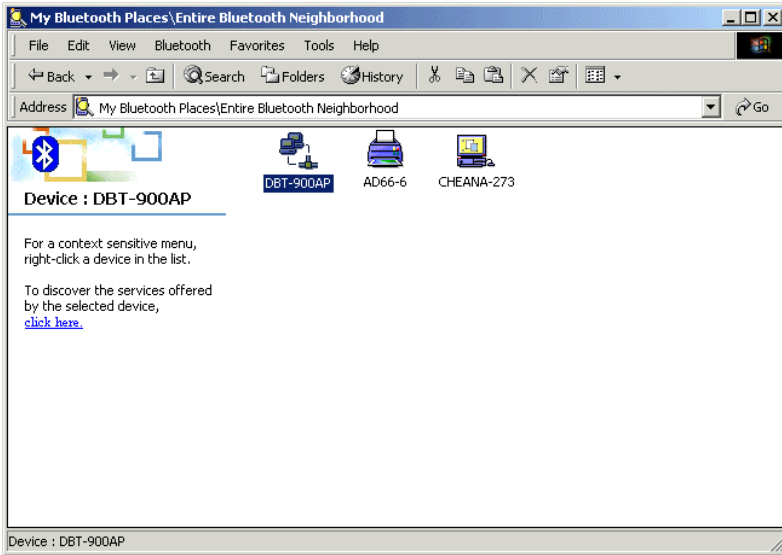 My Bluetooth Places\Entire Bluetooth Neighborhood
File Edit View Bluetooth Favorites Tools Help
Back Search Folders History
Address My Bluetooth Places\Entire Bluetooth Neighborhood Go
Device : DBT-900AP
For a context sensitive menu,
right-click a device in the list.
To discover the services offered
by the selected device,
click here.
DBT-900AP AD66-6 CHEANA-273
Device : DBT-900AP